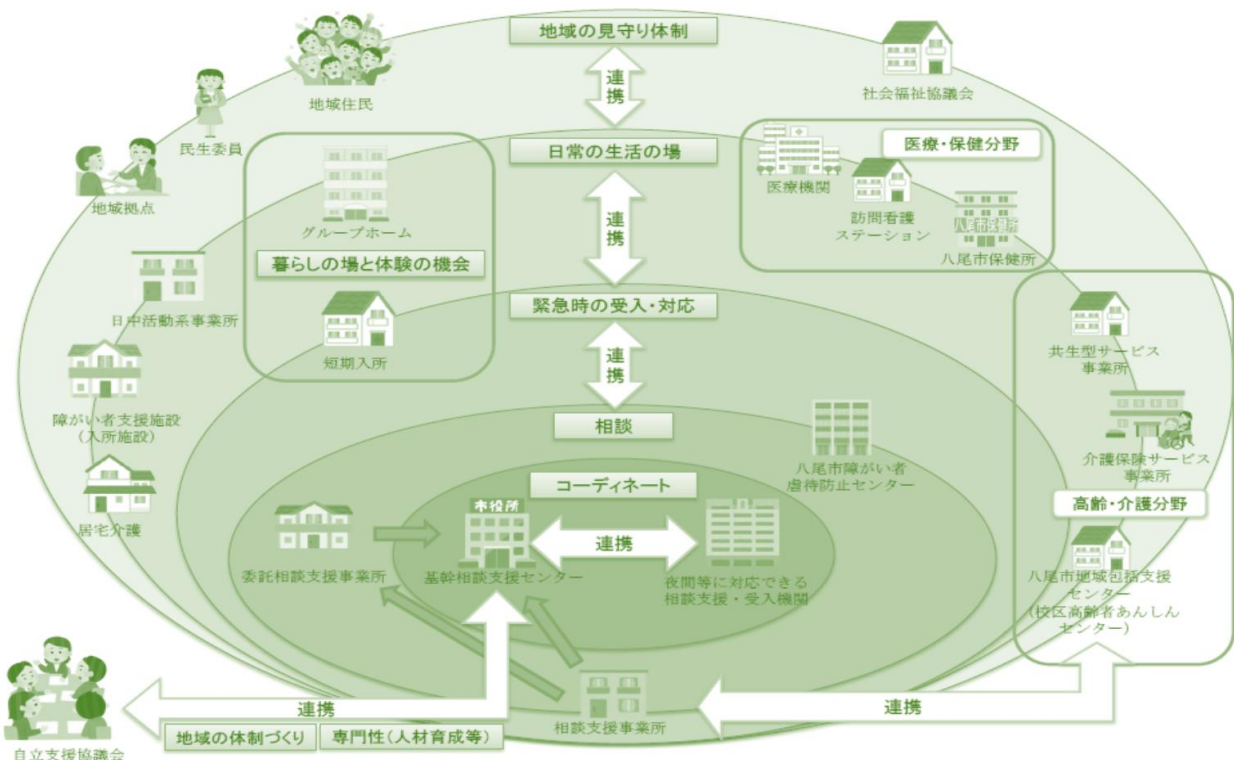 地域の見守り体制
連携
地域住民
社会福祉協議会
民生委員
地域拠点
日常の生活の場
医療・保健分野
医療機関
訪問看護
ステーション
八尾市保健所
八尾市保健所
グループホーム
暮らしの場と体験の機会
短期入所
連携
日中活動系事業所
緊急時の受入・対応
共生型サービス
事業所
障がい者支援施設
（入所施設）
連携
介護保険サービス
事業所
高齢・介護分野
居宅介護
相談
八尾市障がい者
虐待防止センター
コーディネート
市役所
連携
委託相談支援事業所
基幹相談支援センター
夜間等に対応できる
相談支援・受入機関
八尾市地域包括支援
センター
（校区高齢者あんしん
センター）
相談支援事業所
連携
連携
地域の体制づくり
専門性（人材育成等）
自立支援協議会